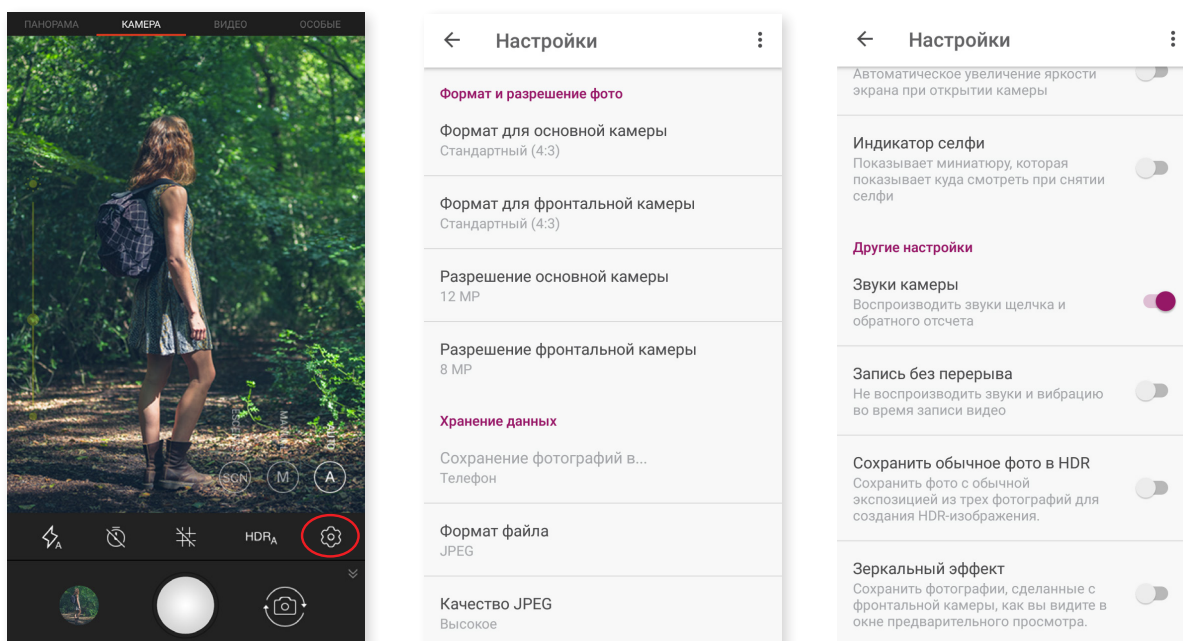 ПАНОРАМА КАМЕРА ВИДЕО ОСОБЫЕ
AUTO
SCN M A
A
HDRA
Настройки
Формат и разрешение фото
Формат для основной камеры
Стандартный (4:3)
Формат для фронтальной камеры
Стандартный (4:3)
Разрешение основной камеры
12 MP
Разрешение фронтальной камеры
8 MP
Хранение данных
Сохранение фотографий в...
Телефон
Формат файла
JPEG
Качество JPEG
Высокое
Настройки
Автоматическое увеличение яркости
экрана при открытии камеры
Индикатор селфи
Показывает миниатюру, которая
показывает куда смотреть при снятии
селфи
Другие настройки
Звуки камеры
Воспроизводить звуки щелчка и
обратного отсчета
Запись без перерыва
Не воспроизводить звуки и вибрацию
во время записи видео
Сохранить обычное фото в HDR
Сохранить фото с обычной
экспозицией из трех фотографий для
создания HDR-изображения.
Зеркальный эффект
Сохранить фотографии, сделанные с
фронтальной камеры, как вы видите в
окне предварительного просмотра.